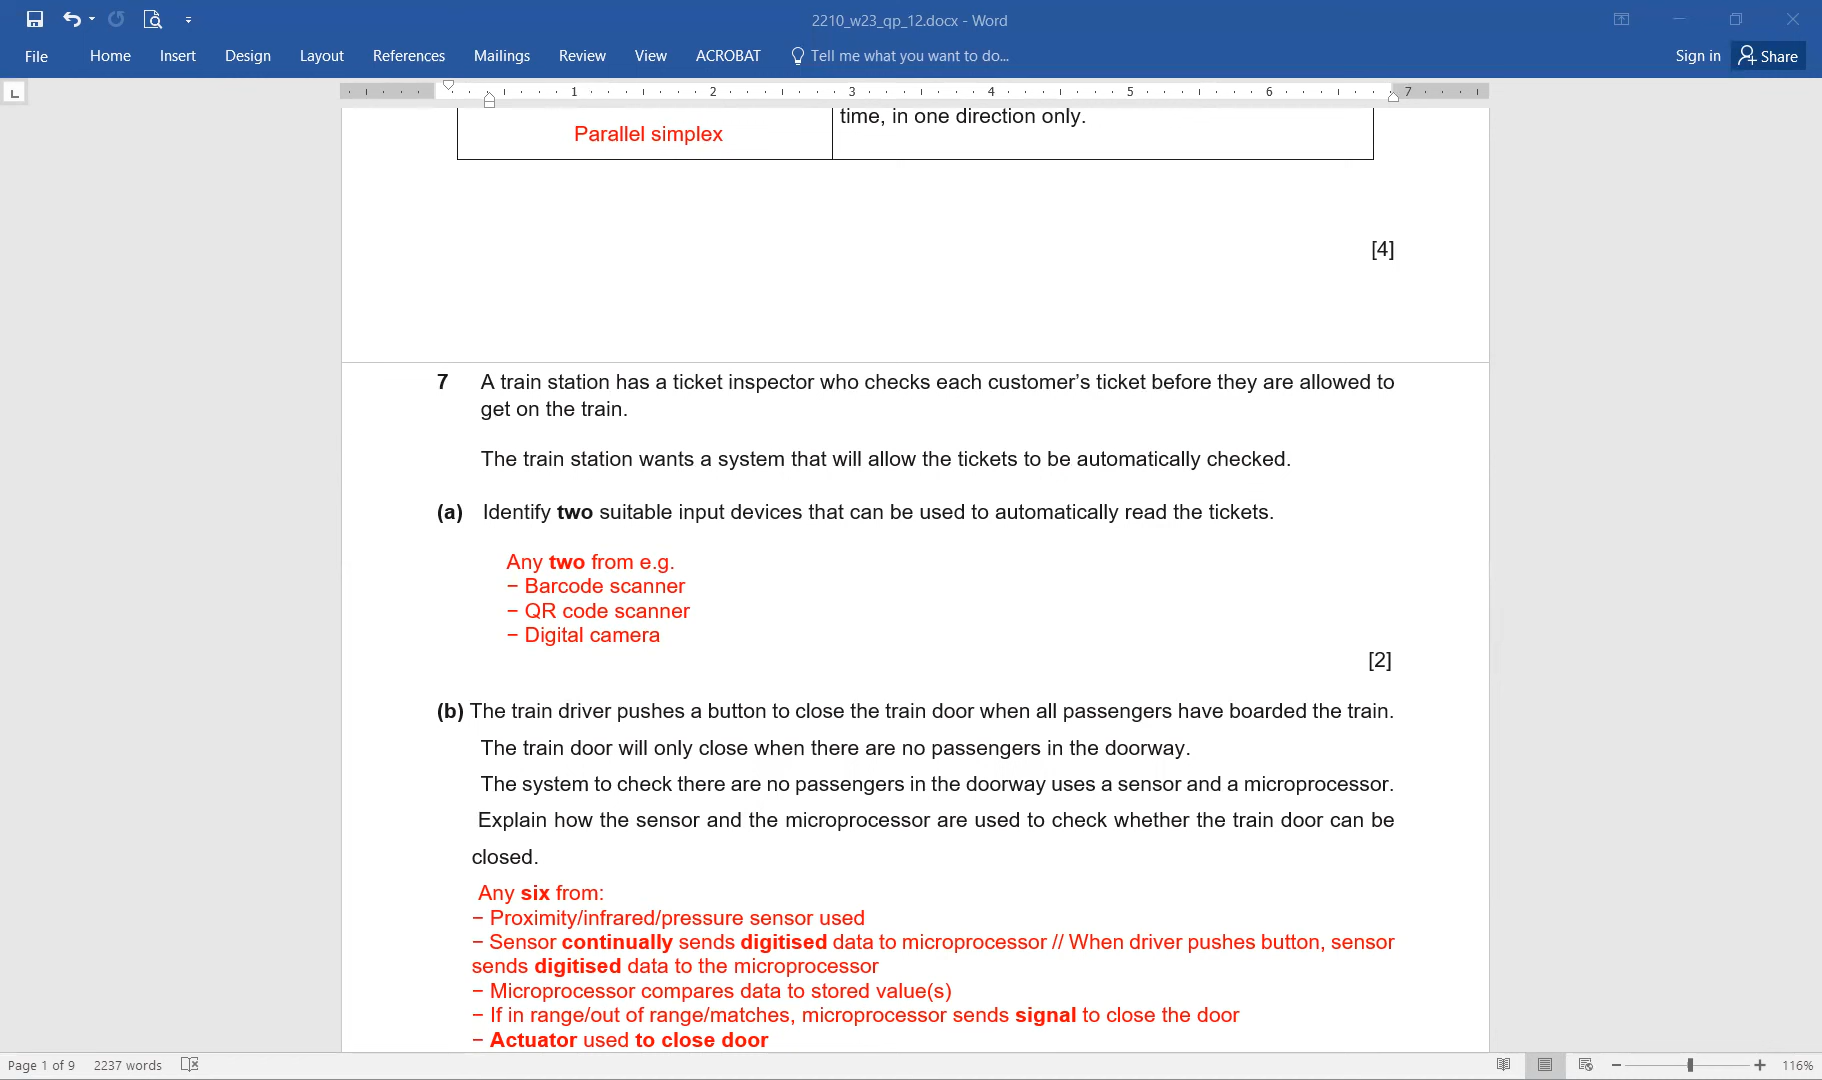 2210_w23_qp_12.docx - Word
File Home Insert Design Layout References Mailings Review View ACROBAT Tell me what you want to do... Sign in Share
1 2 3 4 5 6 7
time, in one direction only.
Parallel simplex
[4]
7 A train station has a ticket inspector who checks each customer’s ticket before they are allowed to
get on the train.
The train station wants a system that will allow the tickets to be automatically checked.
(a) Identify two suitable input devices that can be used to automatically read the tickets.
Any two from e.g.
− Barcode scanner
− QR code scanner
− Digital camera
[2]
(b) The train driver pushes a button to close the train door when all passengers have boarded the train.
The train door will only close when there are no passengers in the doorway.
The system to check there are no passengers in the doorway uses a sensor and a microprocessor.
Explain how the sensor and the microprocessor are used to check whether the train door can be
closed.
Any six from:
− Proximity/infrared/pressure sensor used
− Sensor continually sends digitised data to microprocessor // When driver pushes button, sensor
sends digitised data to the microprocessor
− Microprocessor compares data to stored value(s)
− If in range/out of range/matches, microprocessor sends signal to close the door
− Actuator used to close door
Page 1 of 9 2237 words 116%